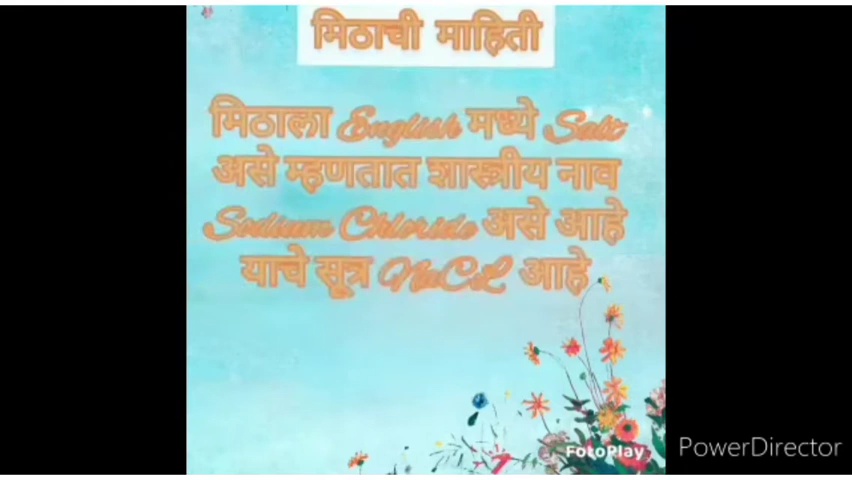 मिठाची माहिती
मिठाला English मध्ये Salt
असे म्हणतात शास्त्रीय नाव
Sodium Chloride असे आहे
याचे सूत्र NaCL आहे
FotoPlay
PowerDirector